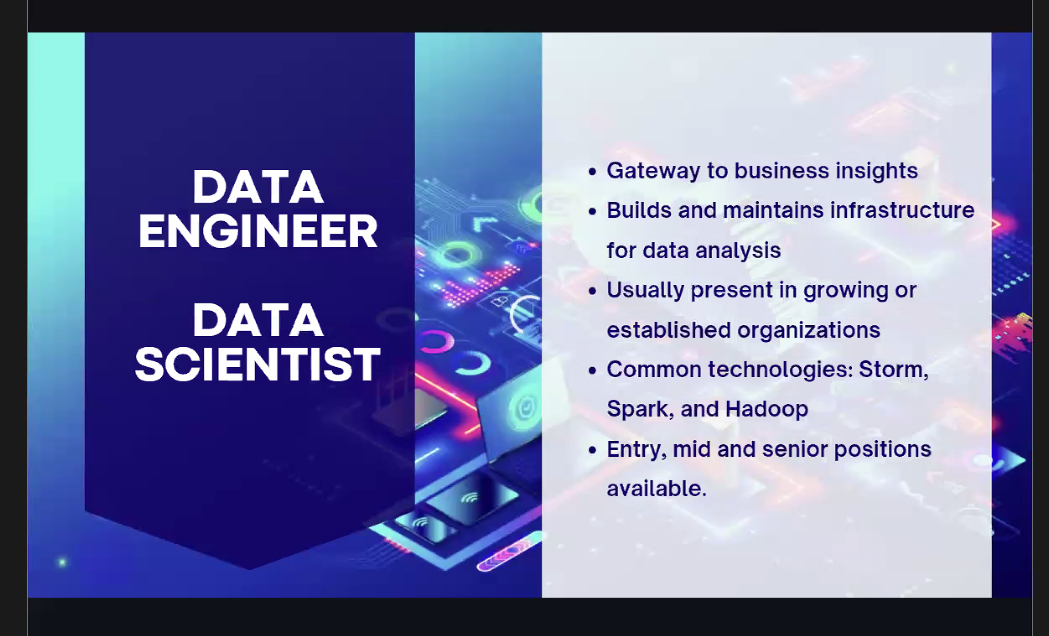 DATA
ENGINEER
DATA
SCIENTIST
• Gateway to business insights
• Builds and maintains infrastructure
for data analysis
• Usually present in growing or
established organizations
• Common technologies: Storm,
Spark, and Hadoop
• Entry, mid and senior positions
available.